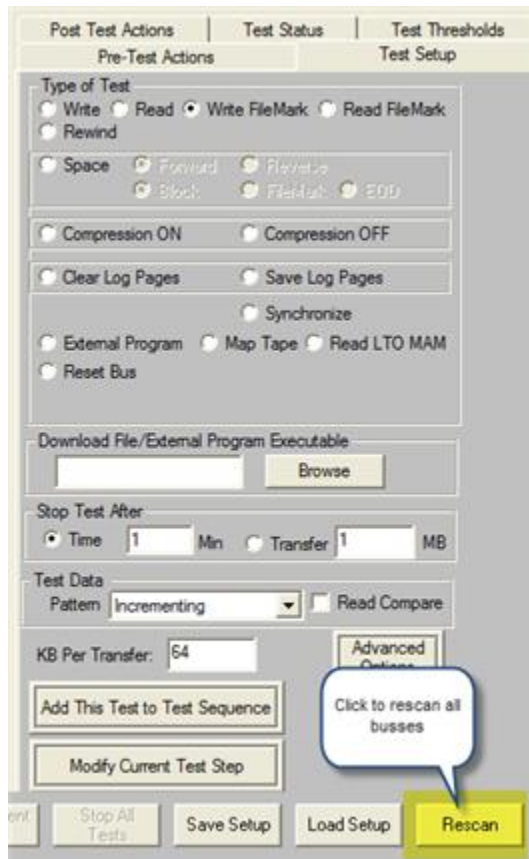 Post Test Actions Test Status Test Thresholds
Pre-Test Actions Test Setup
Type of Test
Write Read Write FileMark Read FileMark
Rewind
Space Forward Reverse
Block FileMark EOD
Compression ON Compression OFF
Clear Log Pages Save Log Pages
Synchronize
External Program Map Tape Read LTO MAM
Reset Bus
Download File/External Program Executable
Browse
Stop Test After
Time 1 Min Transfer 1 MB
Test Data
Pattern Incrementing Read Compare
KB Per Transfer: 64
Advanced
Add This Test to Test Sequence
Click to rescan all
busses
Modify Current Test Step
Stop All
Tests
Save Setup Load Setup Rescan